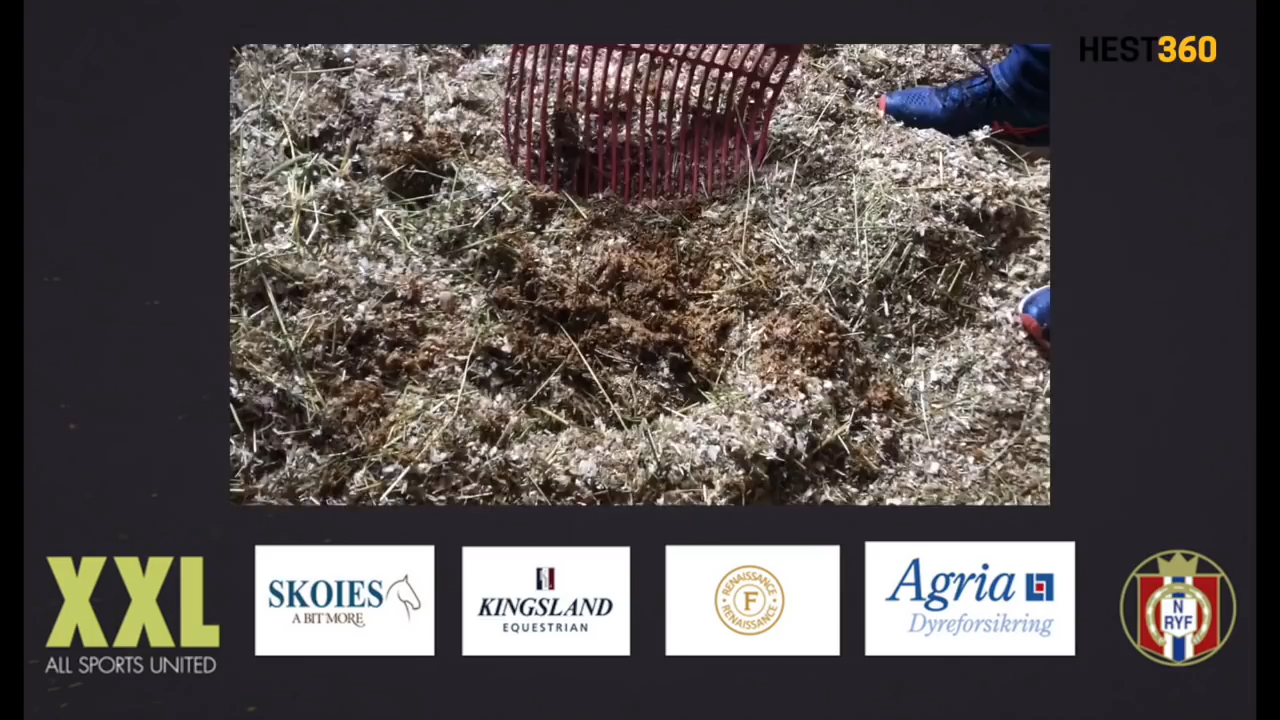 HEST360
XXL
ALL SPORTS UNITED
SKOIES
A BIT MORE
KINGSLAND
EQUESTRIAN
RENAISSANCE
F
RENAISSANCE
Agria
Dyreforsikring
N
RYF